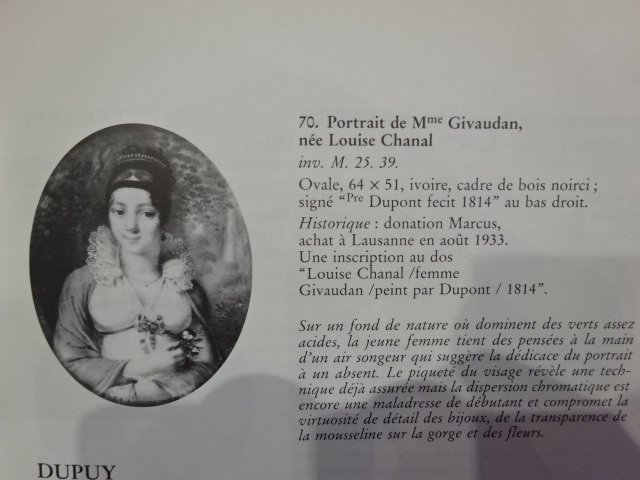 70. Portrait de Mme Givaudan,
née Louise Chanal
inv. M. 25. 39.
Ovale, 64 × 51, ivoire, cadre de bois noirci ;
signé “Pre Dupont fecit 1814” au bas droit.
Historique : donation Marcus,
achat à Lausanne en août 1933.
Une inscription au dos
“Louise Chanal /femme
Givaudan /peint par Dupont / 1814”.
Sur un fond de nature où dominent des verts assez
acides, la jeune femme tient des pensées à la main
d'un air songeur qui suggère la dédicace du portrait
à un absent. Le piqueté du visage révèle une tech-
nique déjà assurée mais la dispersion chromatique est
encore une maladresse de débutant et compromet la
virtuosité de détail des bijoux, de la transparence de
la mousseline sur la gorge et des fleurs.
DUPUY